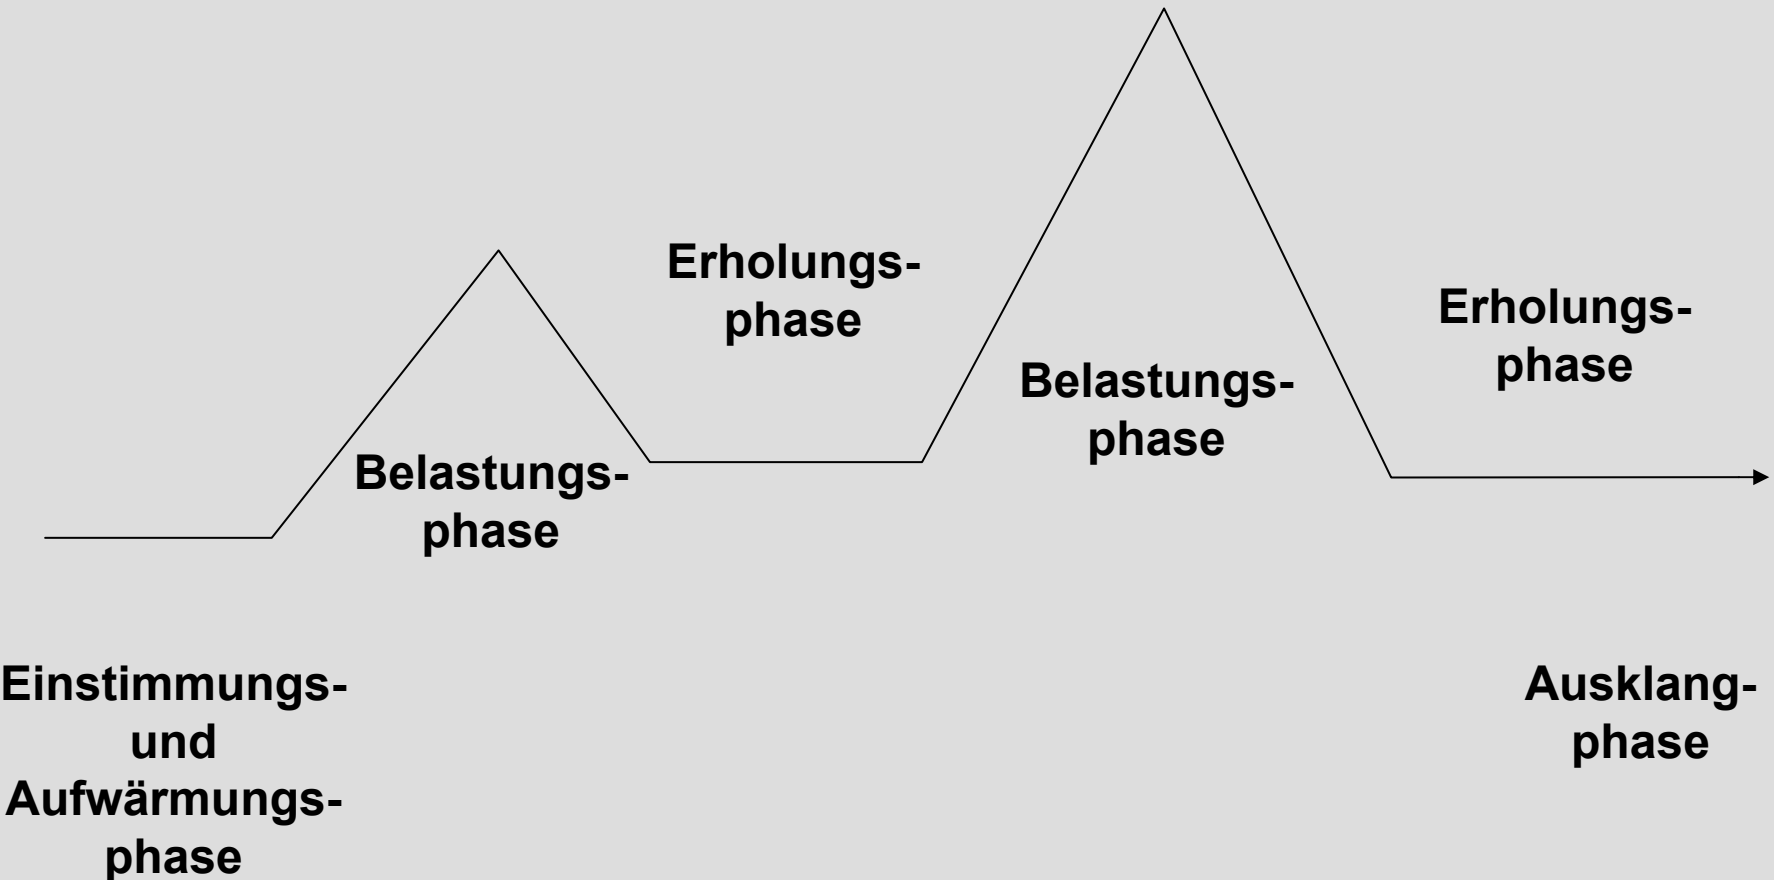 Erholungs-
phase
Erholungs-
phase
Belastungs-
phase
Belastungs-
phase
Einstimmungs-
und
Aufwärmungs-
phase
Ausklang-
phase